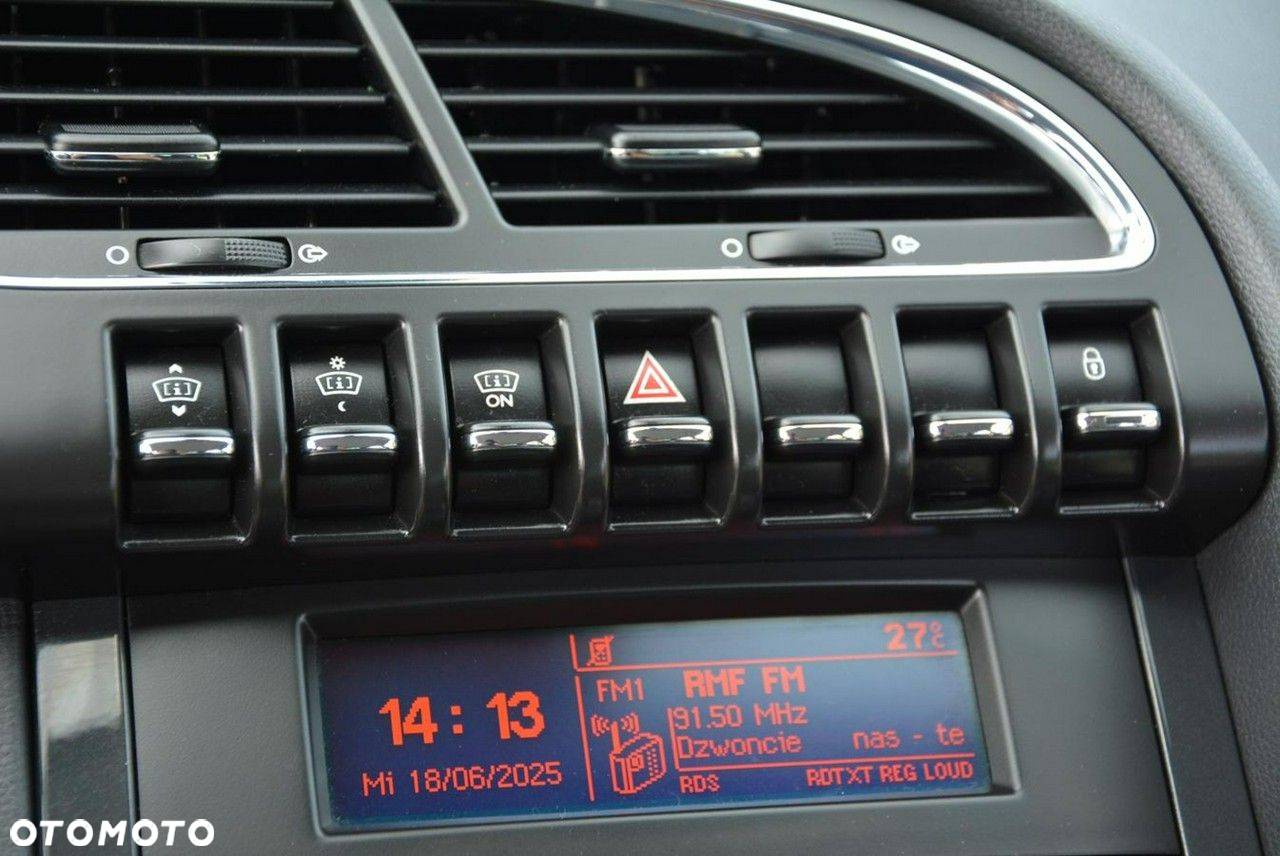 [i]
[i]
[i]
ON
27°C
14:13
Mi 18/06/2025
FM1 RMF FM
91.50 MHz
Dzwoncie nas - te
RDS RDTXT REG LOUD
OTOMOTO